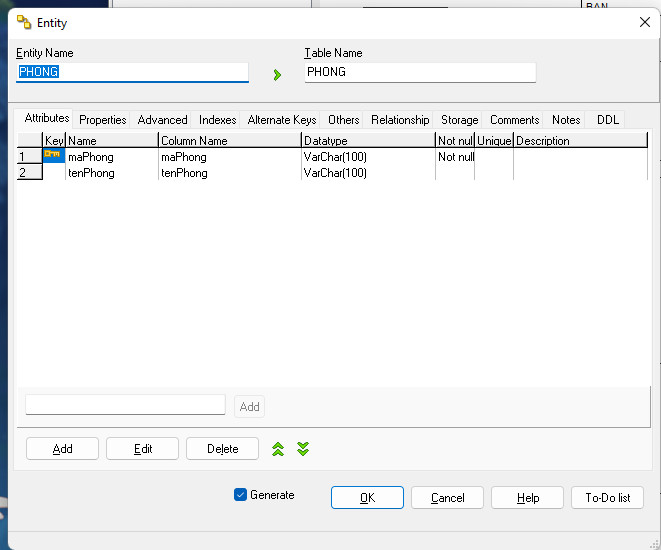 BAN
Entity
Entity Name
Table Name
PHONG
PHONG
Attributes Properties Advanced Indexes Alternate Keys Others Relationship Storage Comments Notes DDL
Key Name Column Name Datatype Not nul Unique Description
1 maPhong maPhong VarChar(100) Not null
2 tenPhong tenPhong VarChar(100)
Add
Add Edit Delete
Generate OK Cancel Help To-Do list